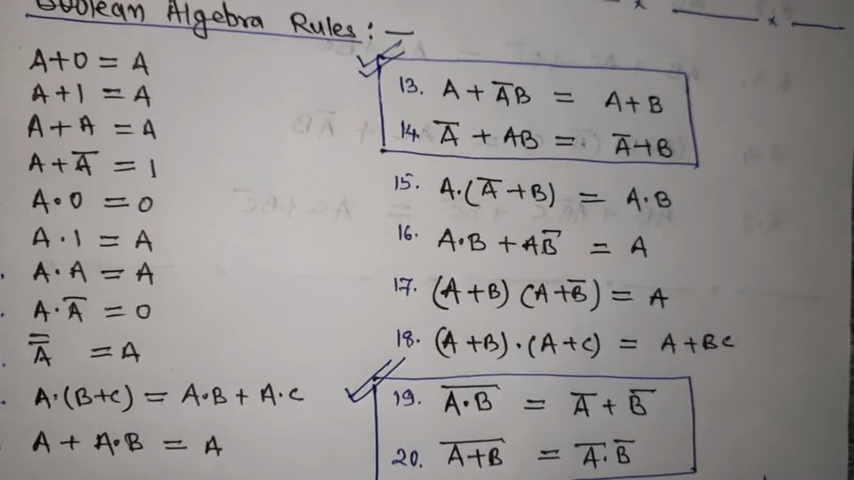 Boolean Algebra Rules: —
A+0 = A
A+1 = A
A+A = A
A+A̅ = 1
A·0 = 0
A·1 = A
A·A = A
A·A̅ = 0
A̿ = A
A·(B+C) = A·B + A·C
A + A·B = A
13. A + A̅B = A+B
14. A̅ + AB = A̅+B
15. A·(A̅+B) = A·B
16. A·B + AB̅ = A
17. (A+B) (A+B̅) = A
18. (A+B)·(A+C) = A+BC
19. A̅·̅B̅ = A̅ + B̅
20. A̅+̅B̅ = A̅·B̅